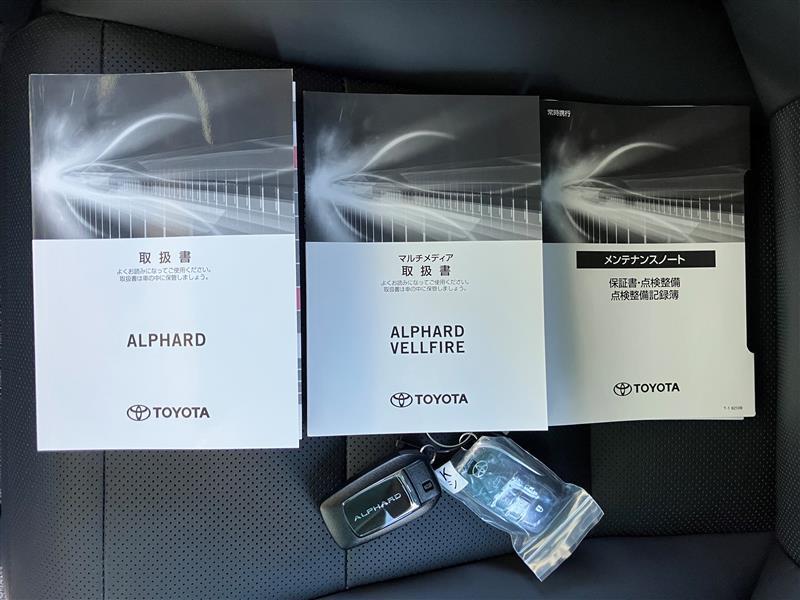 取扱書
よくお読みになってご使用ください。
取扱書は車の中に保管しましょう。
ALPHARD
TOYOTA
マルチメディア
取扱書
よくお読みになってご使用ください。
取扱書は車の中に保管しましょう。
ALPHARD
VELLFIRE
TOYOTA
常時携行
メンテナンスノート
保証書・点検整備
点検整備記録簿
TOYOTA
ALPHARD
K